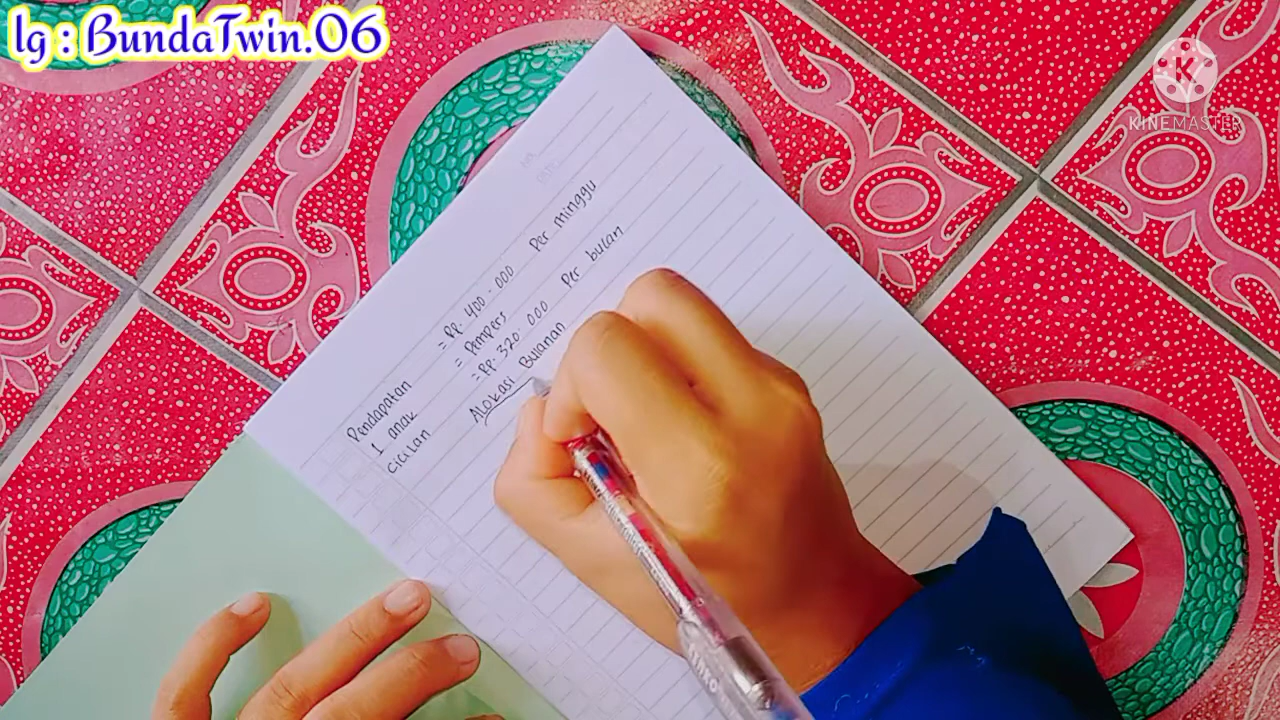 Ig : BundaTwin.06
KINEMASTER
Pendapatan = Rp. 400.000 Per minggu
1 anak = Pempers
Cicilan = Rp. 320.000 Per bulan
Alokasi Bulanan